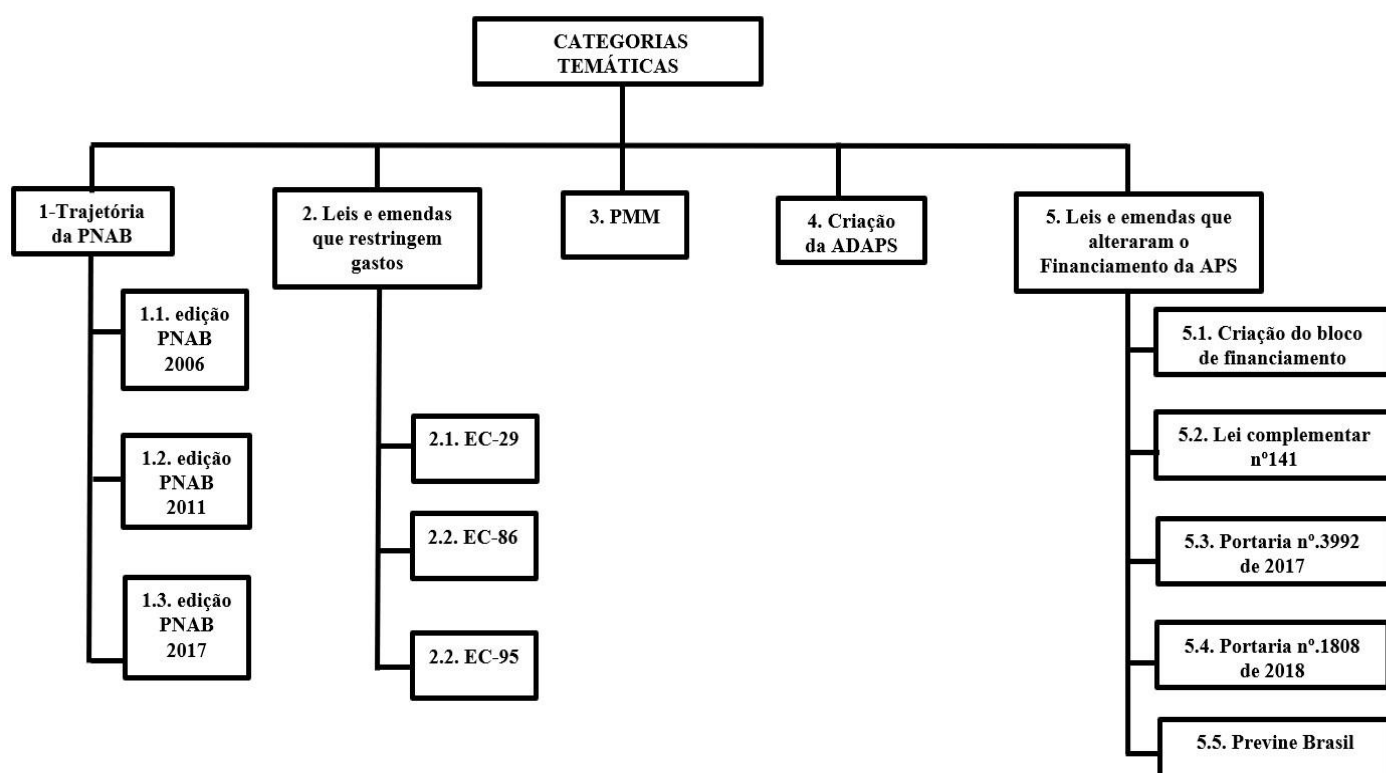 CATEGORIAS
TEMÁTICAS
1-Trajetória
da PNAB
1.1. edição
PNAB
2006
1.2. edição
PNAB
2011
1.3. edição
PNAB
2017
2. Leis e emendas
que restringem
gastos
2.1. EC-29
2.2. EC-86
2.2. EC-95
3. PMM
4. Criação
da ADAPS
5. Leis e emendas que
alteraram o
Financiamento da APS
5.1. Criação do bloco
de financiamento
5.2. Lei complementar
nº141
5.3. Portaria nº.3992
de 2017
5.4. Portaria nº.1808
de 2018
5.5. Previne Brasil